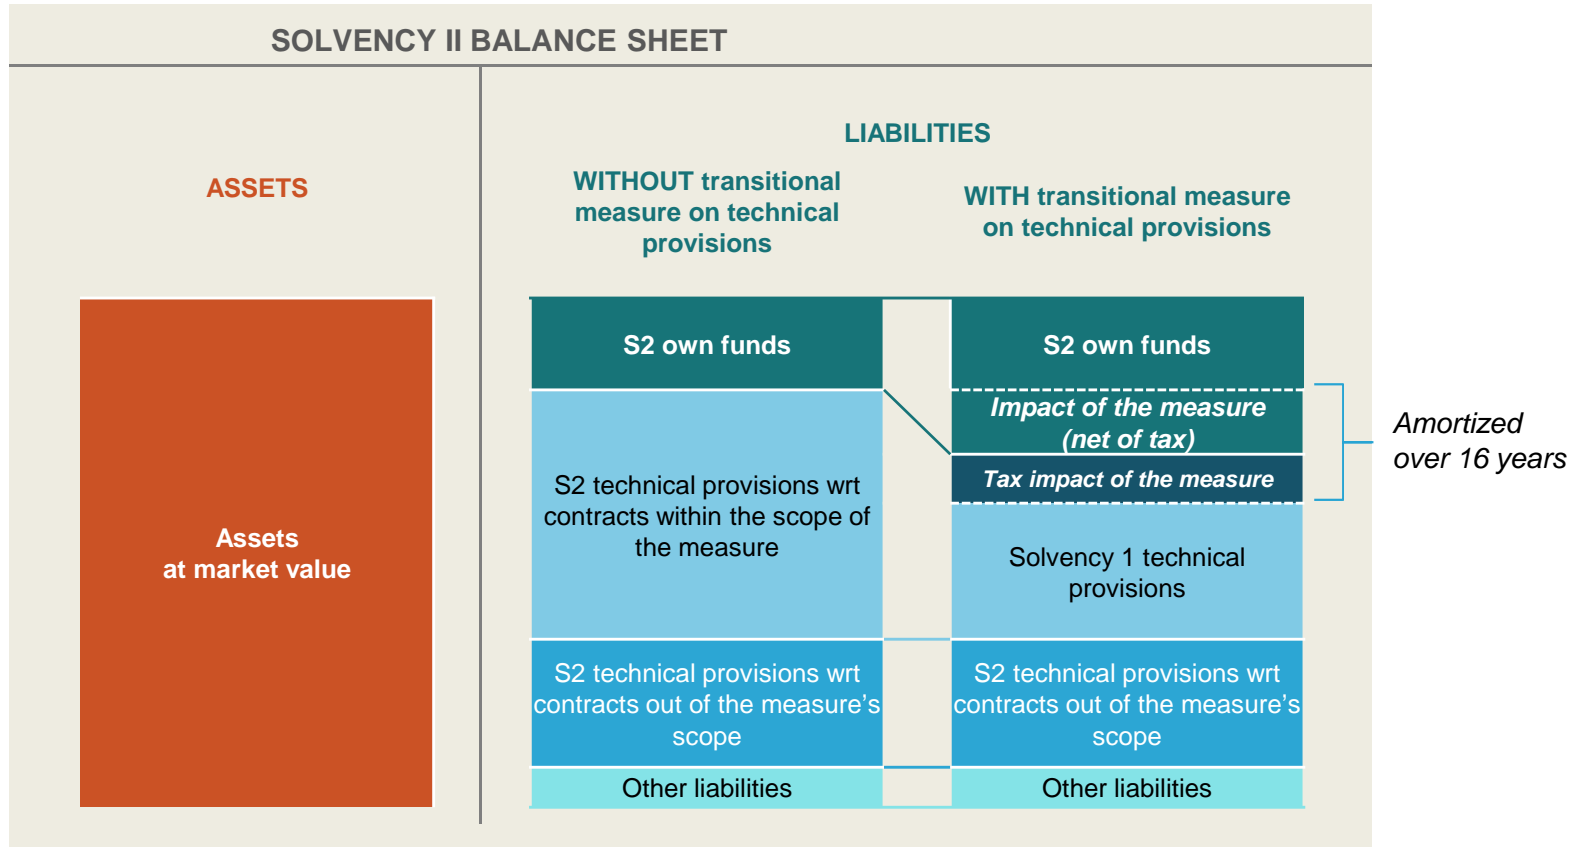 SOLVENCY II BALANCE SHEET
LIABILITIES
ASSETS
WITHOUT transitional
measure on technical
provisions
WITH transitional measure
on technical provisions
Assets
at market value
S2 own funds
S2 technical provisions wrt
contracts within the scope of
the measure
S2 technical provisions wrt
contracts out of the measure’s
scope
Other liabilities
S2 own funds
Impact of the measure
(net of tax)
Tax impact of the measure
Solvency 1 technical
provisions
S2 technical provisions wrt
contracts out of the measure’s
scope
Other liabilities
Amortized
over 16 years